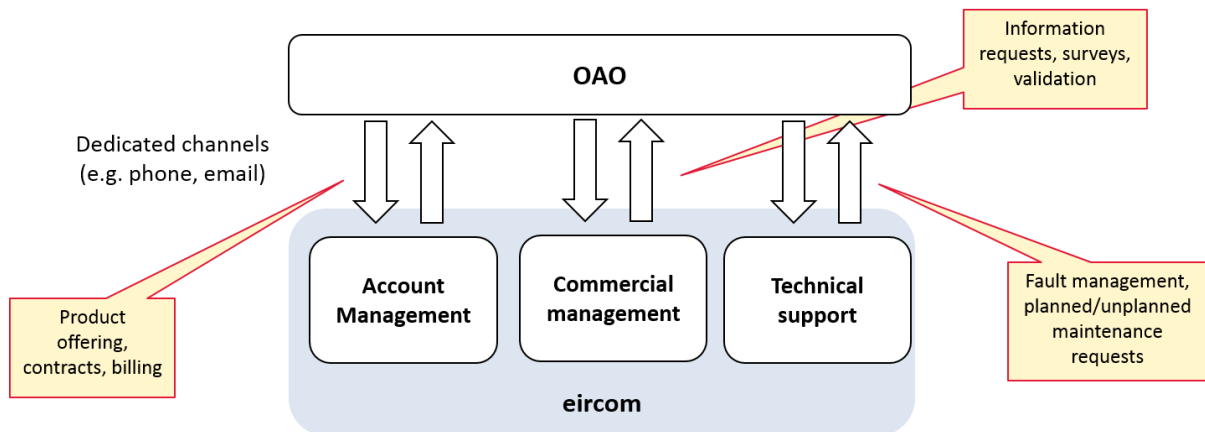 Information
requests, surveys,
validation
OAO
Dedicated channels
(e.g. phone, email)
Account
Management
Commercial
management
Technical
support
Product
offering,
contracts, billing
Fault management,
planned/unplanned
maintenance
requests
eircom